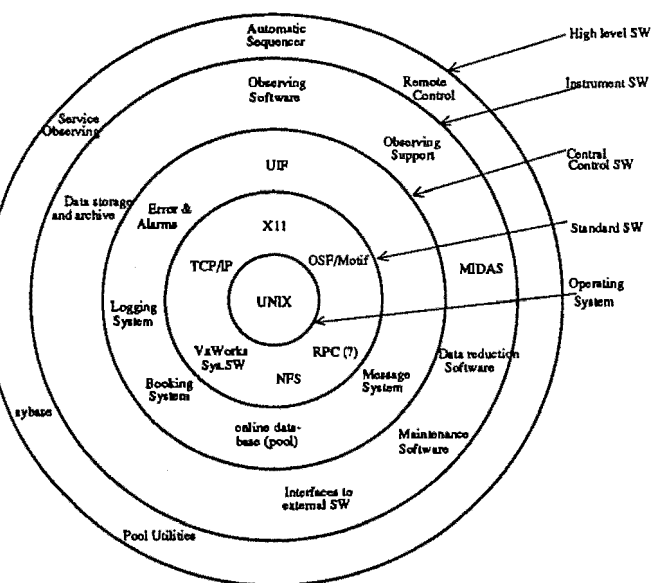 Automatic
Sequencer
High level SW
Remote
Control
Observing
Software
Instrument SW
Service
Observing
Observing
Support
Central
Control SW
UIF
Data storage
and archive
Error &
Alarms
X11
Standard SW
TCP/IP
OSF/Motif
MIDAS
UNIX
Operating
System
Logging
System
VxWorks
Sys.SW
RPC (?)
Data reduction
Software
NFS
Message
System
Booking
System
sybase
online data-
base (pool)
Maintenance
Software
Interfaces to
external SW
Pool Utilities